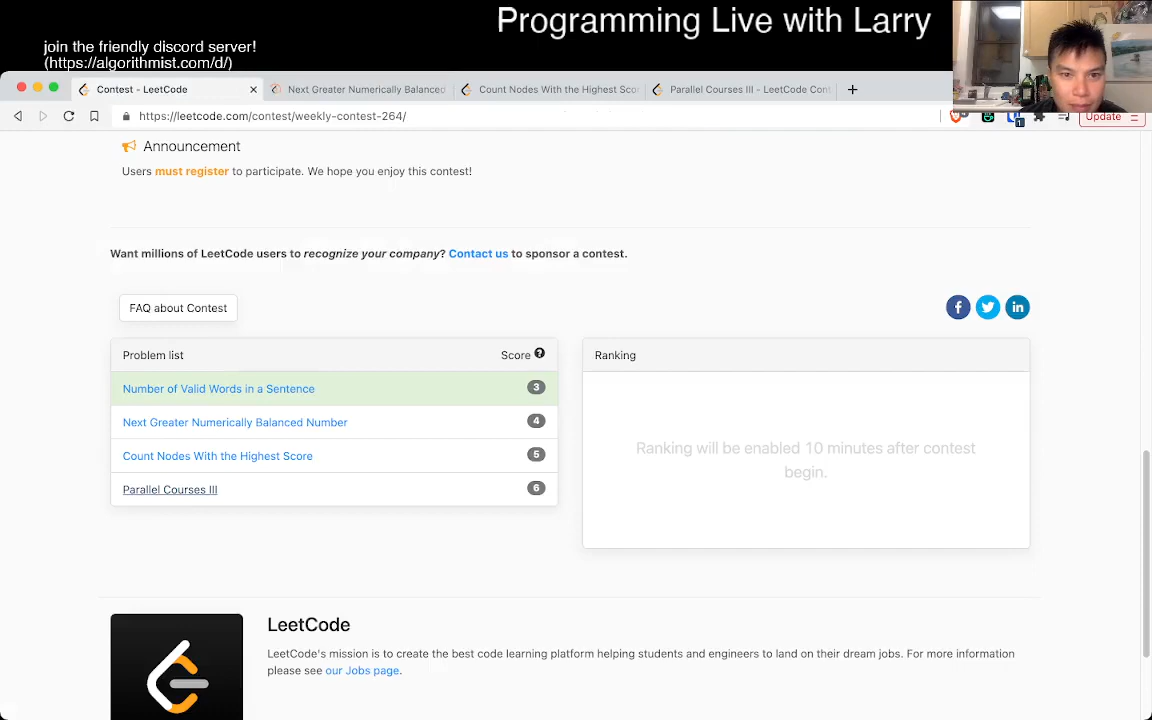 Programming Live with Larry
join the friendly discord server!
(https://algorithmist.com/d/)
Contest - LeetCode
Next Greater Numerically Balanced
Count Nodes With the Highest Scor
Parallel Courses III - LeetCode Con
https://leetcode.com/contest/weekly-contest-264/
1
Update
Announcement
Users must register to participate. We hope you enjoy this contest!
Want millions of LeetCode users to recognize your company? Contact us to sponsor a contest.
FAQ about Contest
Problem list Score ?
Number of Valid Words in a Sentence 3
Next Greater Numerically Balanced Number 4
Count Nodes With the Highest Score 5
Parallel Courses III 6
Ranking
Ranking will be enabled 10 minutes after contest
begin.
LeetCode
LeetCode's mission is to create the best code learning platform helping students and engineers to land on their dream jobs. For more information
please see our Jobs page.